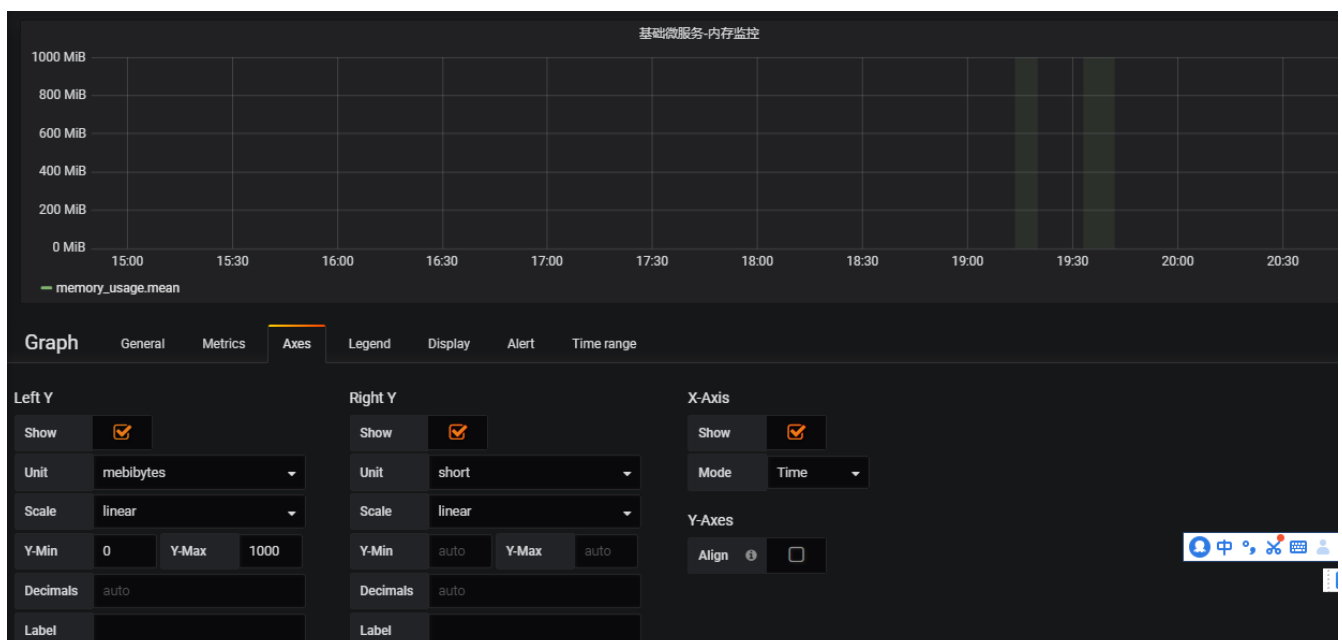 基础微服务-内存监控
1000 MiB
800 MiB
600 MiB
400 MiB
200 MiB
0 MiB
15:00 15:30 16:00 16:30 17:00 17:30 18:00 18:30 19:00 19:30 20:00 20:30
memory_usage.mean
Graph General Metrics Axes Legend Display Alert Time range
Left Y Right Y X-Axis
Show Show Show
Unit mebibytes Unit short Mode Time
Scale linear Scale linear
Y-Axes
Y-Min 0 Y-Max 1000 Y-Min auto Y-Max auto Align
中
Decimals auto Decimals auto
Label Label